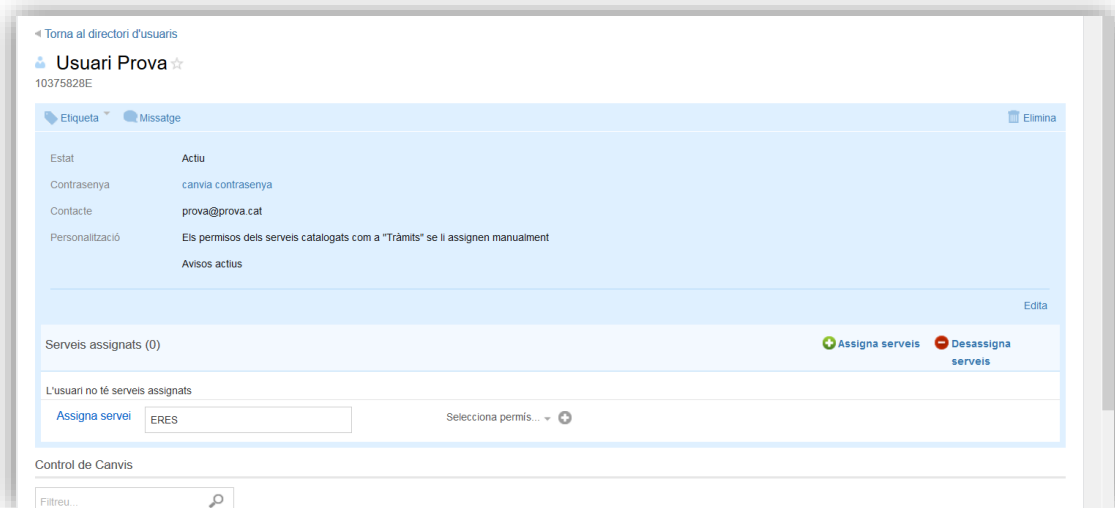 Torna al directori d'usuaris
Usuari Prova
10375828E
Etiqueta Missatge Elimina
Estat Actiu
Contrasenya canvia contrasenya
Contacte prova@prova.cat
Personalització Els permisos dels serveis catalogats com a "Tràmits" se li assignen manualment
Avisos actius
Edita
Serveis assignats (0) Assigna serveis Desassigna
serveis
L'usuari no té serveis assignats
Assigna servei ERES Selecciona permís...
Control de Canvis
Filtreu...